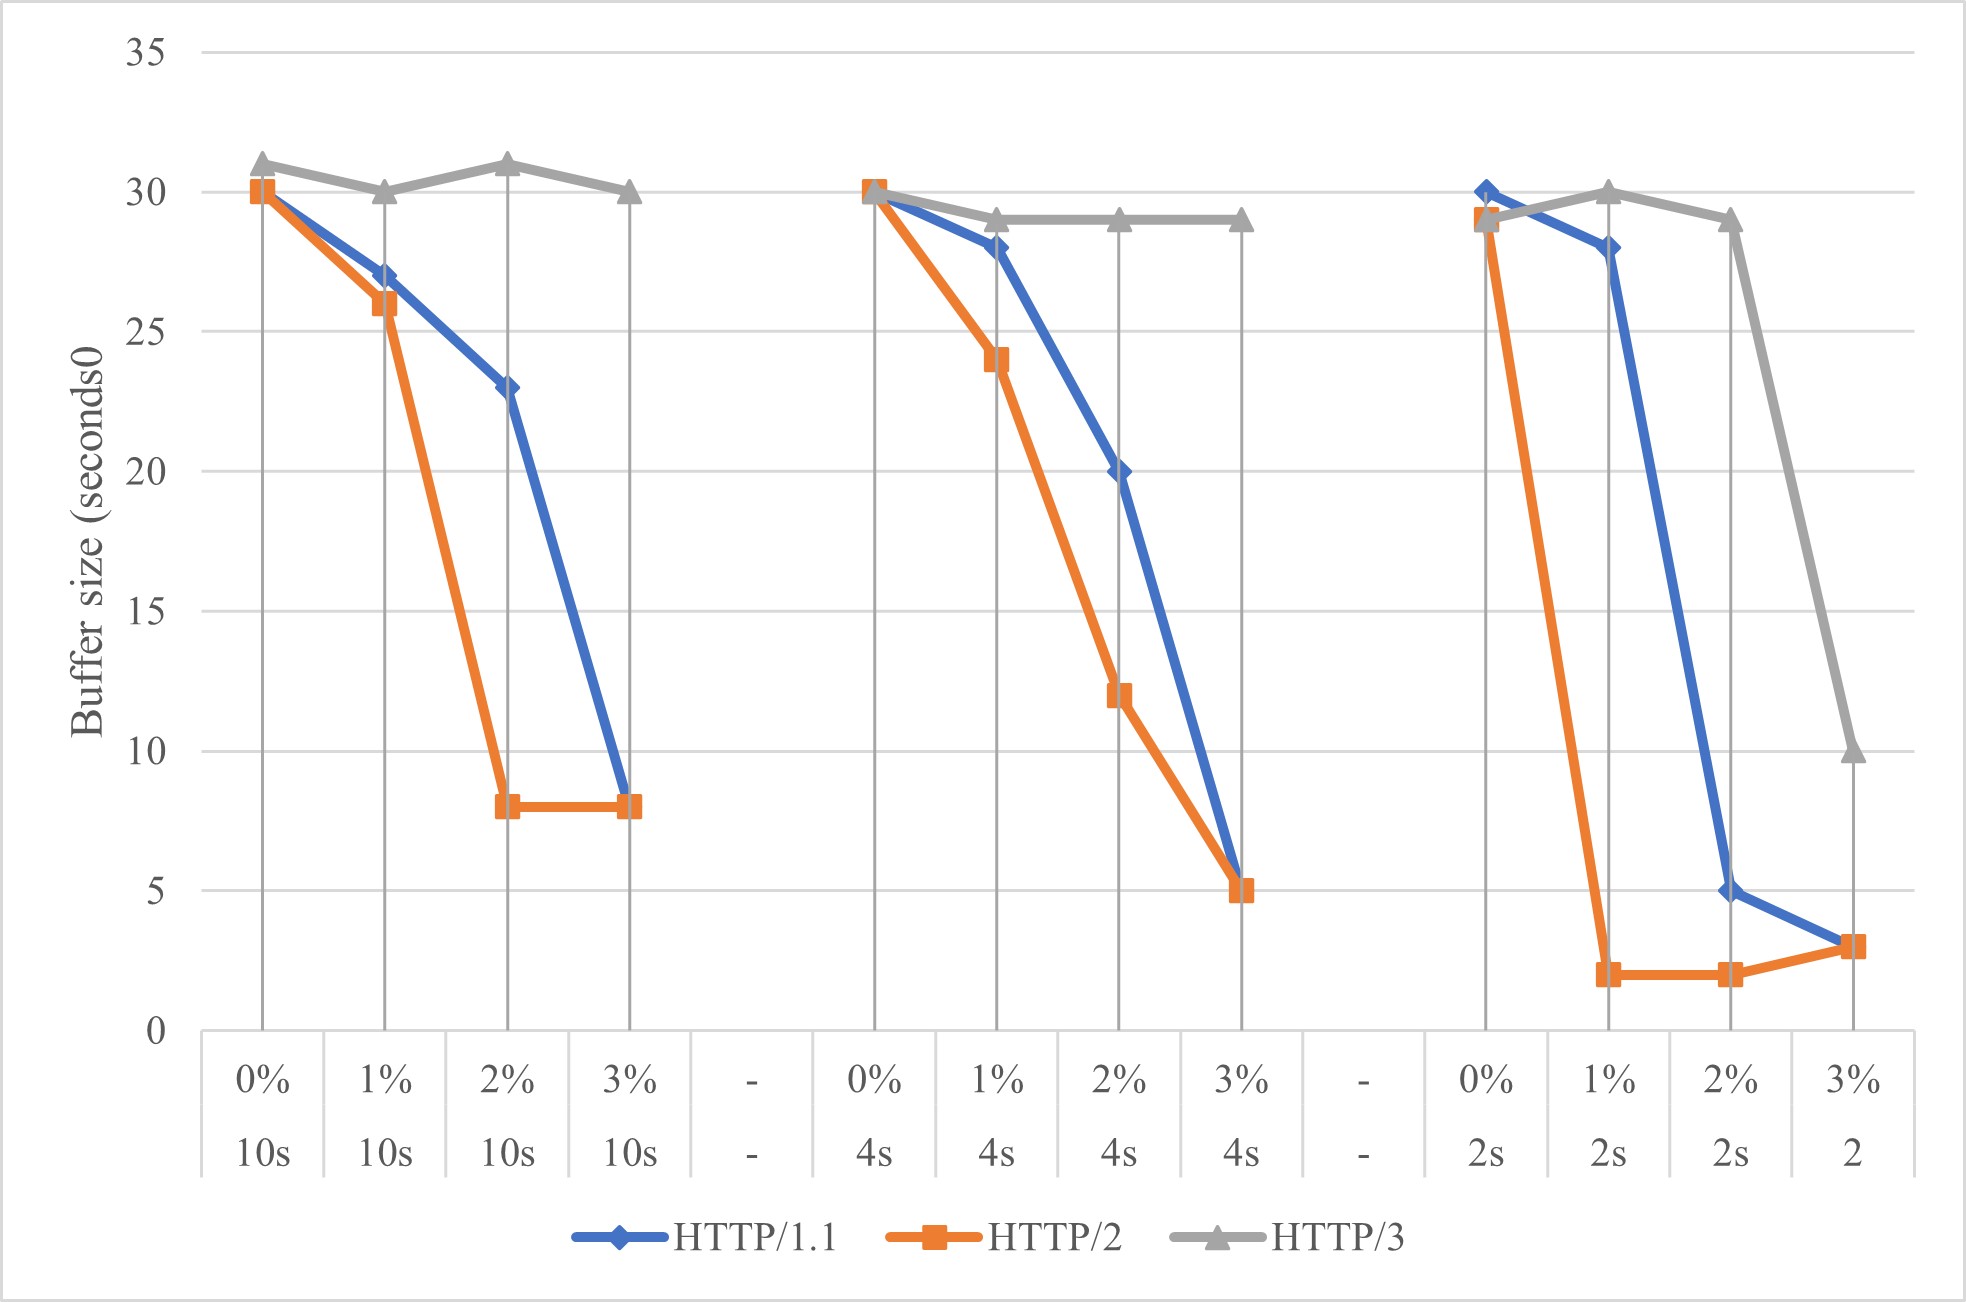 35
30
25
20
15
10
5
0
Buffer size (seconds0
0% 1% 2% 3% - 0% 1% 2% 3% - 0% 1% 2% 3%
10s 10s 10s 10s - 4s 4s 4s 4s - 2s 2s 2s 2
HTTP/1.1 HTTP/2 HTTP/3